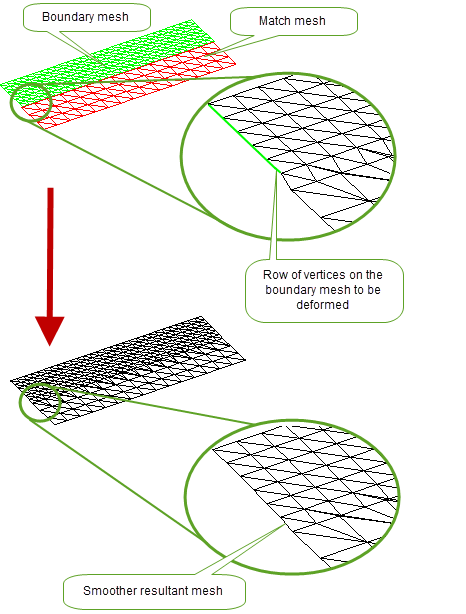 Boundary mesh
Match mesh
Row of vertices on the
boundary mesh to be
deformed
Smoother resultant mesh